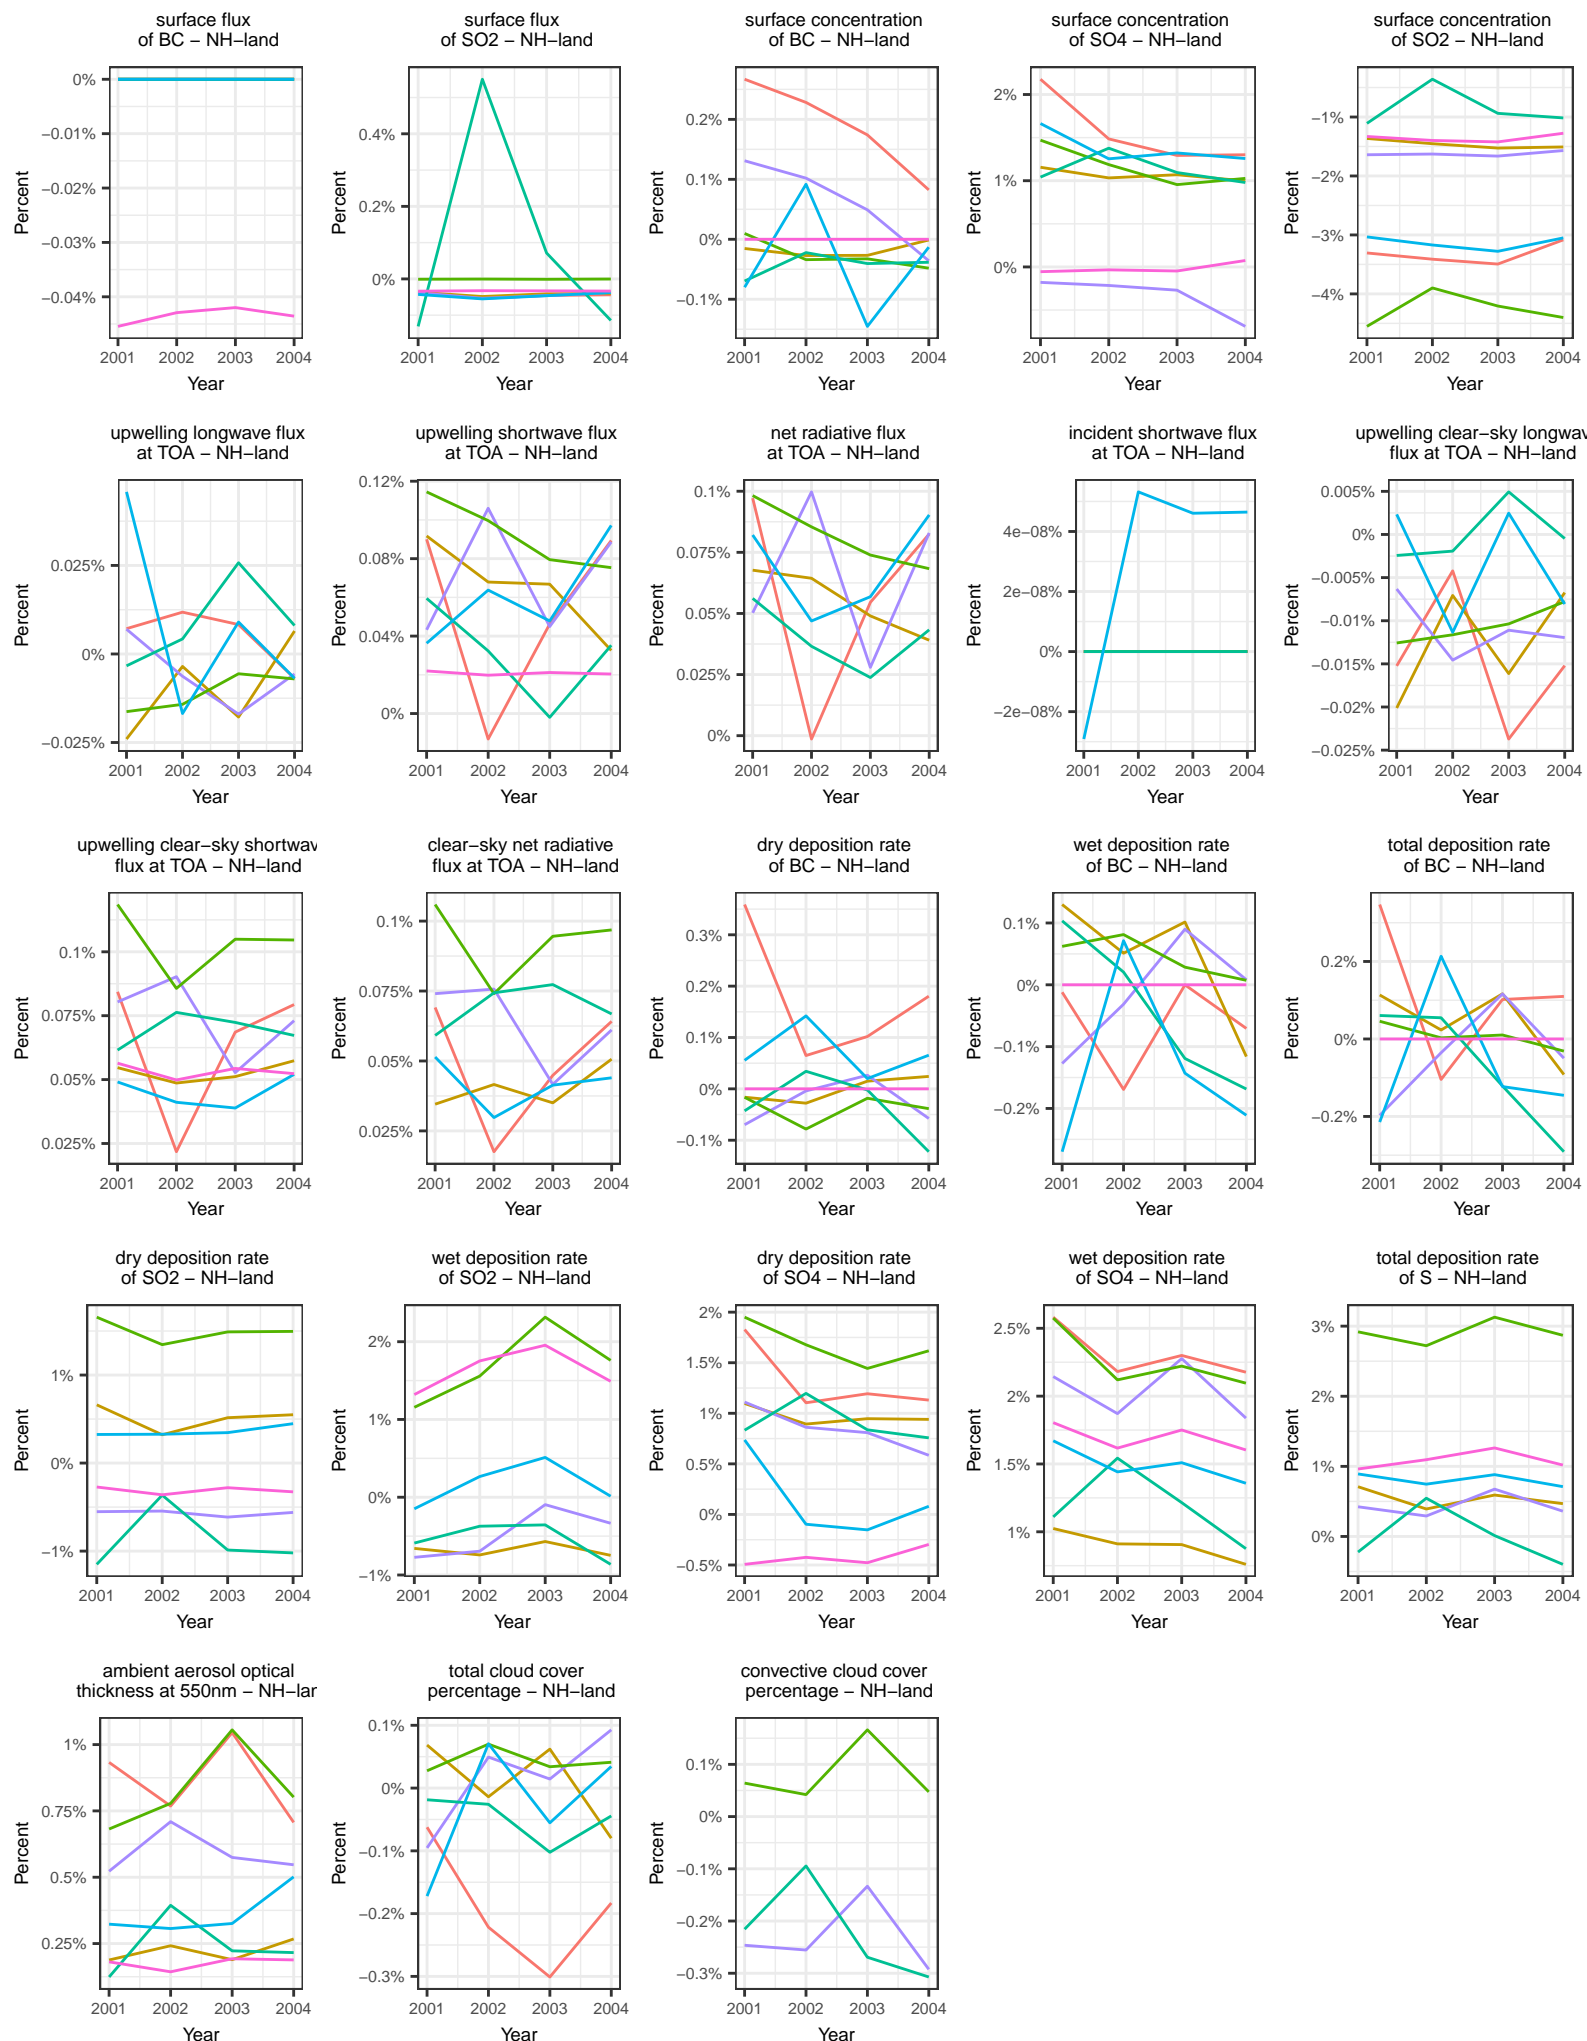 surface flux
of BC − NH−land
0%
−0.01%
−0.02%
−0.03%
−0.04%
Percent
2001 2002 2003 2004
Year
surface flux
of SO2 − NH−land
0.4%
0.2%
0%
Percent
2001 2002 2003 2004
Year
surface concentration
of BC − NH−land
0.2%
0.1%
0%
−0.1%
Percent
2001 2002 2003 2004
Year
surface concentration
of SO4 − NH−land
2%
1%
0%
Percent
2001 2002 2003 2004
Year
surface concentration
of SO2 − NH−land
−1%
−2%
−3%
−4%
Percent
2001 2002 2003 2004
Year
upwelling longwave flux
at TOA − NH−land
0.025%
0%
−0.025%
Percent
2001 2002 2003 2004
Year
upwelling shortwave flux
at TOA − NH−land
0.12%
0.08%
0.04%
0%
Percent
2001 2002 2003 2004
Year
net radiative flux
at TOA − NH−land
0.1%
0.075%
0.05%
0.025%
0%
Percent
2001 2002 2003 2004
Year
incident shortwave flux
at TOA − NH−land
4e−08%
2e−08%
0%
−2e−08%
Percent
2001 2002 2003 2004
Year
upwelling clear−sky longwav
flux at TOA − NH−land
0.005%
0%
−0.005%
−0.01%
−0.015%
−0.02%
−0.025%
Percent
2001 2002 2003 2004
Year
upwelling clear−sky shortwav
flux at TOA − NH−land
0.1%
0.075%
0.05%
0.025%
Percent
2001 2002 2003 2004
Year
clear−sky net radiative
flux at TOA − NH−land
0.1%
0.075%
0.05%
0.025%
Percent
2001 2002 2003 2004
Year
dry deposition rate
of BC − NH−land
0.3%
0.2%
0.1%
0%
−0.1%
Percent
2001 2002 2003 2004
Year
wet deposition rate
of BC − NH−land
0.1%
0%
−0.1%
−0.2%
Percent
2001 2002 2003 2004
Year
total deposition rate
of BC − NH−land
0.2%
0%
−0.2%
Percent
2001 2002 2003 2004
Year
dry deposition rate
of SO2 − NH−land
1%
0%
−1%
Percent
2001 2002 2003 2004
Year
wet deposition rate
of SO2 − NH−land
2%
1%
0%
−1%
Percent
2001 2002 2003 2004
Year
dry deposition rate
of SO4 − NH−land
2%
1.5%
1%
0.5%
0%
−0.5%
Percent
2001 2002 2003 2004
Year
wet deposition rate
of SO4 − NH−land
2.5%
2%
1.5%
1%
Percent
2001 2002 2003 2004
Year
total deposition rate
of S − NH−land
3%
2%
1%
0%
Percent
2001 2002 2003 2004
Year
ambient aerosol optical
thickness at 550nm − NH−lan
1%
0.75%
0.5%
0.25%
Percent
2001 2002 2003 2004
Year
total cloud cover
percentage − NH−land
0.1%
0%
−0.1%
−0.2%
−0.3%
Percent
2001 2002 2003 2004
Year
convective cloud cover
percentage − NH−land
0.1%
0%
−0.1%
−0.2%
−0.3%
Percent
2001 2002 2003 2004
Year